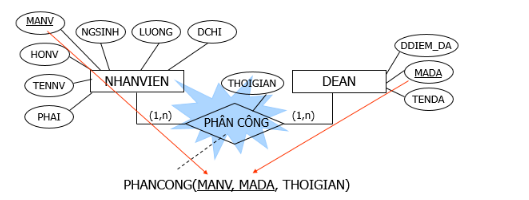 MANV
NGSINH
LUONG
DCHI
HONV
DDIEM_DA
NHANVIEN
THOIGIAN
DEAN
MADA
TENNV
TENDA
PHAI
(1,n)
PHÂN CÔNG
(1,n)
PHANCONG(MANV, MADA, THOIGIAN)